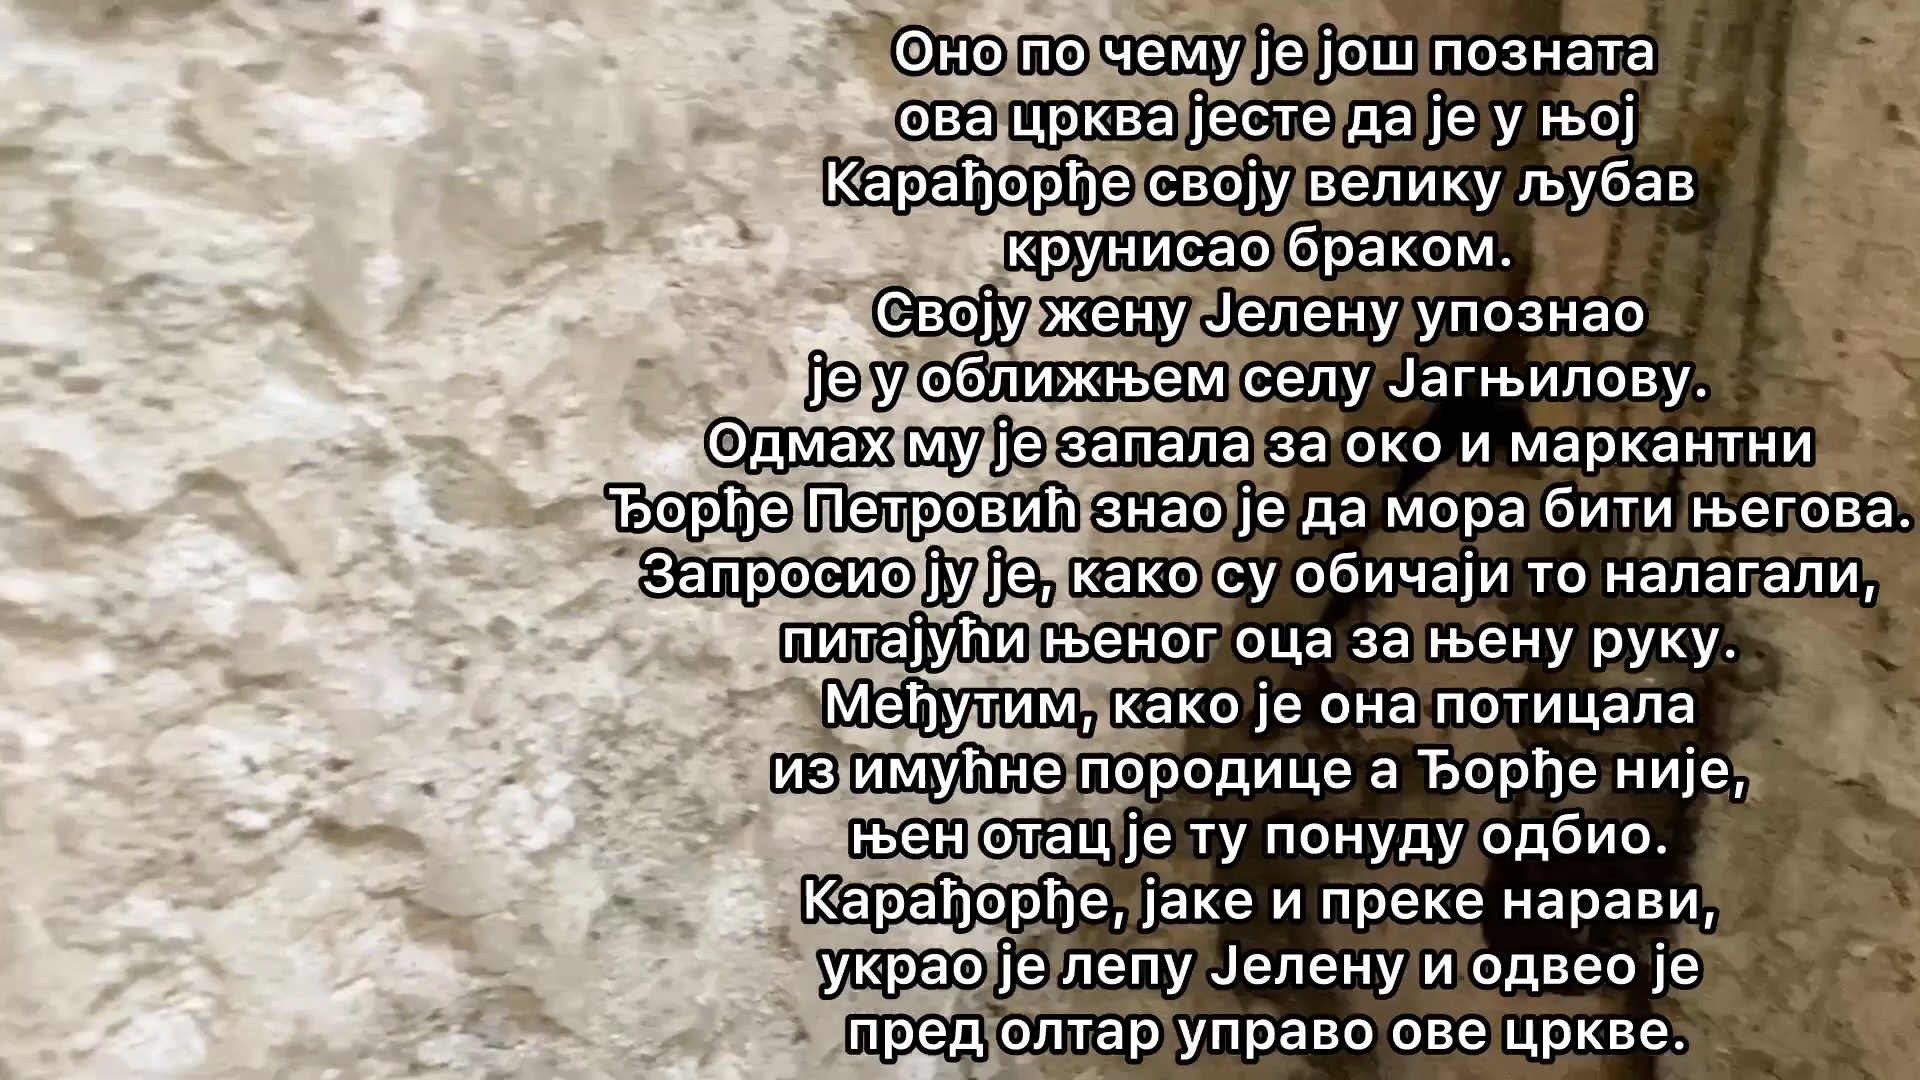 Оно по чему је још позната
ова црква јесте да је у њој
Карађорђе своју велику љубав
крунисао браком.
Своју жену Јелену упознао
је у оближњем селу Јагњилову.
Одмах му је запала за око и маркантни
Ђорђе Петровић знао је да мора бити његова.
Запросио ју је, како су обичаји то налагали,
питајући њеног оца за њену руку.
Међутим, како је она потицала
из имућне породице а Ђорђе није,
њен отац је ту понуду одбио.
Карађорђе, јаке и преке нарави,
украо је лепу Јелену и одвео је
пред олтар управо ове цркве.